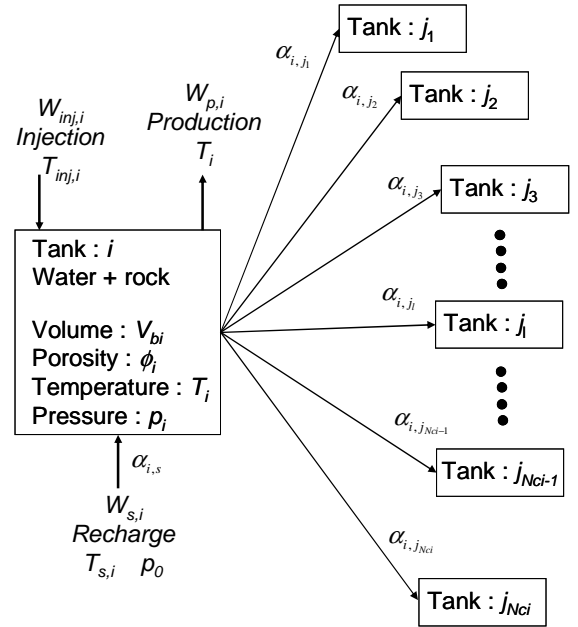 W_{inj,i}
Injection
T_{inj,i}
W_{p,i}
Production
T_i
Tank : i
Water + rock
Volume : V_{bi}
Porosity : ϕ_i
Temperature : T_i
Pressure : p_i
α_{i,s}
W_{s,i}
Recharge
T_{s,i} p_0
α_{i,j_1}
Tank : j_1
α_{i,j_2}
Tank : j_2
α_{i,j_3}
Tank : j_3
α_{i,j_l}
Tank : j_l
α_{i,j_{Nci-1}}
Tank : j_{Nci-1}
α_{i,j_{Nci}}
Tank : j_{Nci}